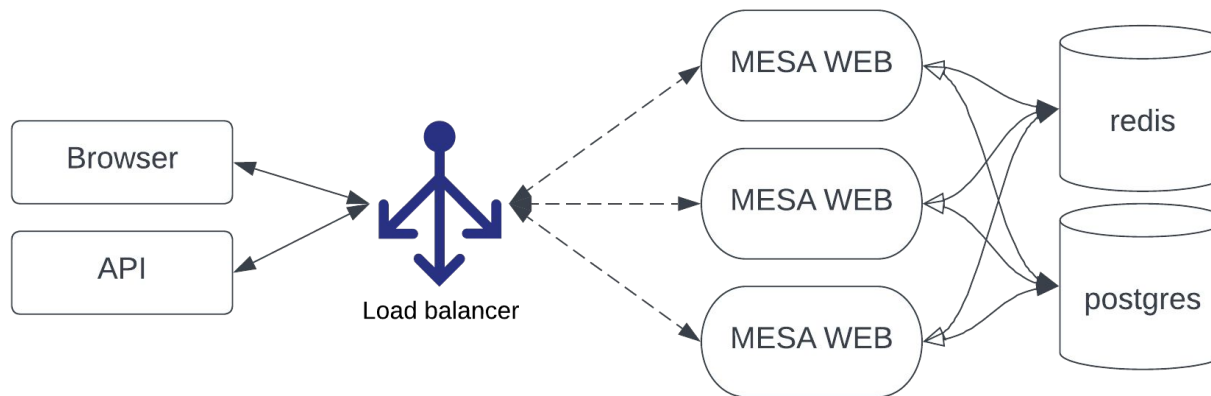 Browser
API
Load balancer
MESA WEB
MESA WEB
MESA WEB
redis
postgres